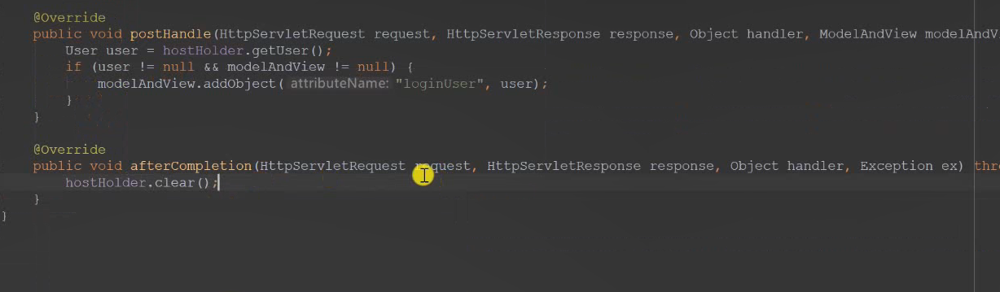 @Override
public void postHandle(HttpServletRequest request, HttpServletResponse response, Object handler, ModelAndView modelAndV
User user = hostHolder.getUser();
if (user != null && modelAndView != null) {
modelAndView.addObject( attributeName: "loginUser", user);
}
}
@Override
public void afterCompletion(HttpServletRequest request, HttpServletResponse response, Object handler, Exception ex) thr
hostHolder.clear();
}
}